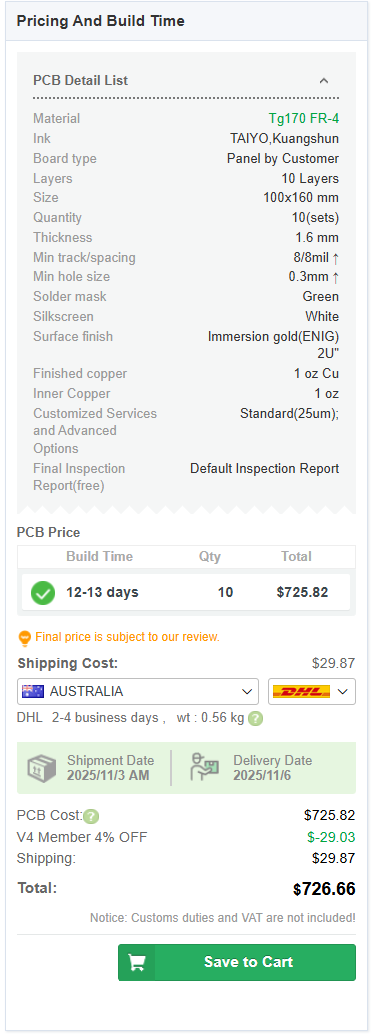 Pricing And Build Time
PCB Detail List
Material Tg170 FR-4
Ink TAIYO,Kuangshun
Board type Panel by Customer
Layers 10 Layers
Size 100x160 mm
Quantity 10(sets)
Thickness 1.6 mm
Min track/spacing 8/8mil ↑
Min hole size 0.3mm ↑
Solder mask Green
Silkscreen White
Surface finish Immersion gold(ENIG)
2U"
Finished copper 1 oz Cu
Inner Copper 1 oz
Customized Services Standard(25um);
and Advanced
Options
Final Inspection Default Inspection Report
Report(free)
PCB Price
Build Time Qty Total
12-13 days 10 $725.82
Final price is subject to our review.
Shipping Cost: $29.87
AUSTRALIA DHL
DHL 2-4 business days , wt : 0.56 kg ?
Shipment Date Delivery Date
2025/11/3 AM 2025/11/6
PCB Cost: ? $725.82
V4 Member 4% OFF $-29.03
Shipping: $29.87
Total: $726.66
Notice: Customs duties and VAT are not included!
Save to Cart